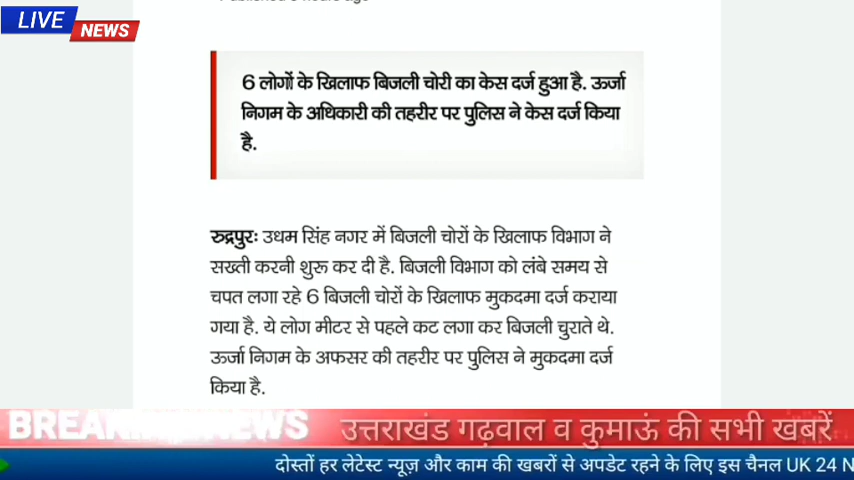 LIVE
NEWS
6 लोगों के खिलाफ बिजली चोरी का केस दर्ज हुआ है. ऊर्जा
निगम के अधिकारी की तहरीर पर पुलिस ने केस दर्ज किया
है.
रुद्रपुरः उधम सिंह नगर में बिजली चोरों के खिलाफ विभाग ने
सख्ती करनी शुरू कर दी है. बिजली विभाग को लंबे समय से
चपत लगा रहे 6 बिजली चोरों के खिलाफ मुकदमा दर्ज कराया
गया है. ये लोग मीटर से पहले कट लगा कर बिजली चुराते थे.
ऊर्जा निगम के अफसर की तहरीर पर पुलिस ने मुकदमा दर्ज
किया है.
BREAKING NEWS उत्तराखंड गढ़वाल व कुमाऊं की सभी खबरें
दोस्तों हर लेटेस्ट न्यूज़ और काम की खबरों से अपडेट रहने के लिए इस चैनल UK 24 N